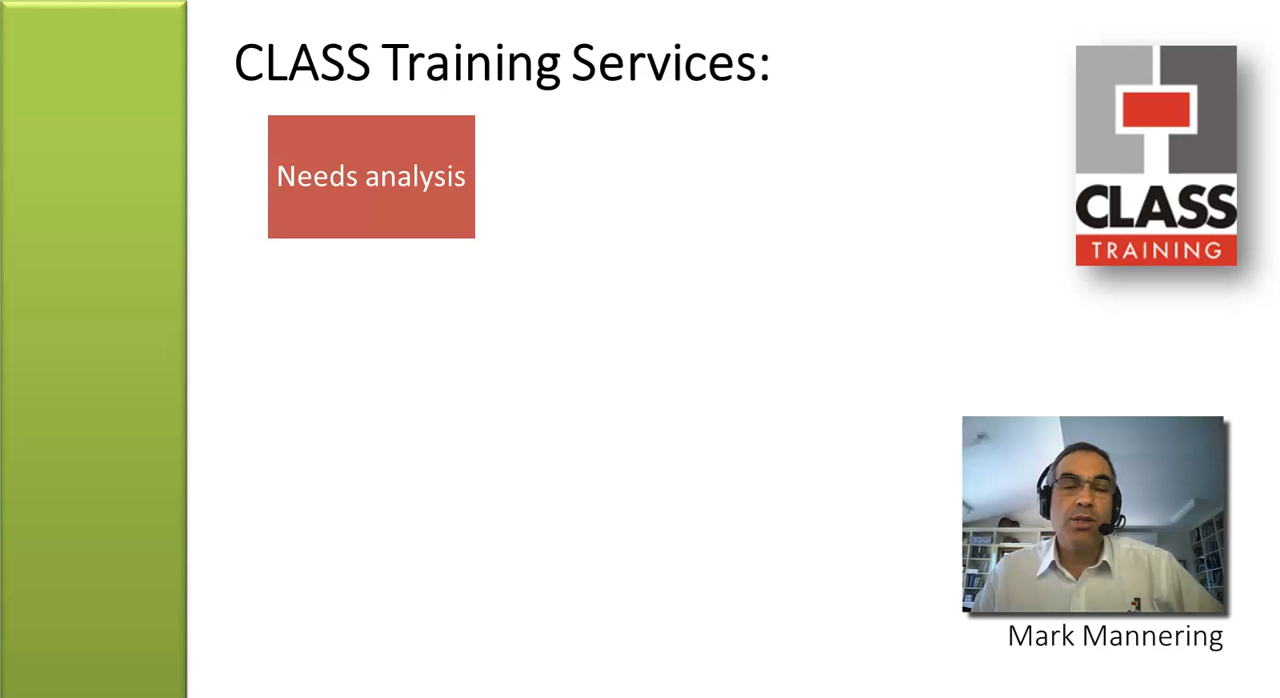 CLASS Training Services:
Needs analysis
CLASS
TRAINING
Mark Mannering